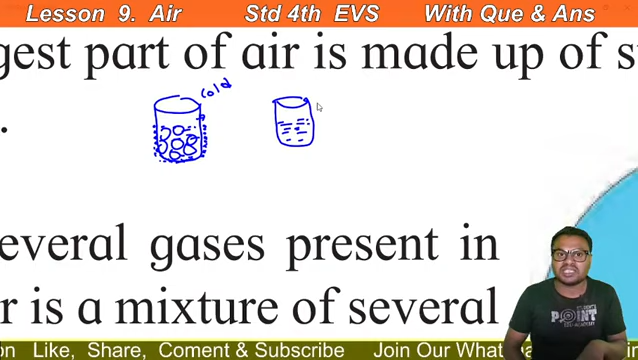 Lesson 9. Air Std 4th EVS With Que & Ans
gest part of air is made up of s
cold
.
everal gases present in
r is a mixture of several
POINT
on Like, Share, Coment & Subscribe Join Our What